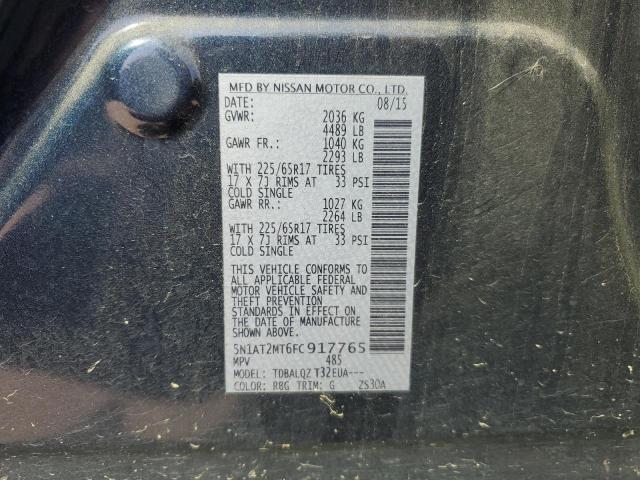 MFD BY NISSAN MOTOR CO., LTD.
DATE: 08/15
GVWR: 2036 KG
4489 LB
GAWR FR.: 1040 KG
2293 LB
WITH 225/65R17 TIRES
17 X 7J RIMS AT 33 PSI
COLD SINGLE
GAWR RR.: 1027 KG
2264 LB
WITH 225/65R17 TIRES
17 X 7J RIMS AT 33 PSI
COLD SINGLE
THIS VEHICLE CONFORMS TO
ALL APPLICABLE FEDERAL
MOTOR VEHICLE SAFETY AND
THEFT PREVENTION
STANDARDS IN EFFECT ON
THE DATE OF MANUFACTURE
SHOWN ABOVE.
5N1AT2MT6FC917765
MPV 485
MODEL: TDBALQZ T32EUA---
COLOR: RBG TRIM: G ZS30A